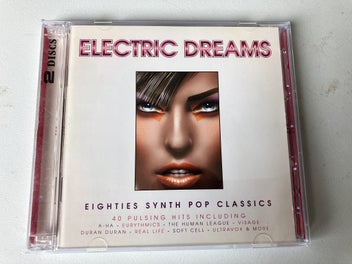 ELECTRIC DREAMS
2 DISCS
EIGHTIES SYNTH POP CLASSICS
40 PULSING HITS INCLUDING
A-HA • EURYTHMICS • THE HUMAN LEAGUE • VISAGE
DURAN DURAN • REAL LIFE • SOFT CELL • ULTRAVOX & MORE